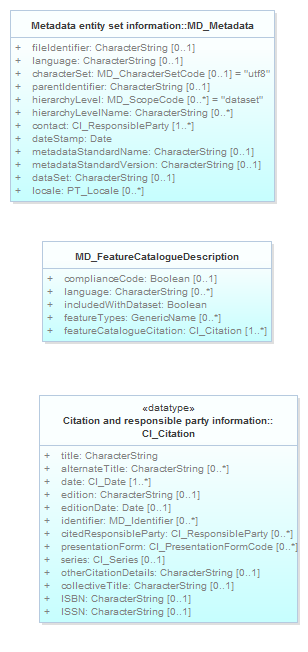 Metadata entity set information::MD_Metadata
+ fileIdentifier: CharacterString [0..1]
+ language: CharacterString [0..1]
+ characterSet: MD_CharacterSetCode [0..1] = "utf8"
+ parentIdentifier: CharacterString [0..1]
+ hierarchyLevel: MD_ScopeCode [0..*] = "dataset"
+ hierarchyLevelName: CharacterString [0..*]
+ contact: CI_ResponsibleParty [1..*]
+ dateStamp: Date
+ metadataStandardName: CharacterString [0..1]
+ metadataStandardVersion: CharacterString [0..1]
+ dataSet: CharacterString [0..1]
+ locale: PT_Locale [0..*]
MD_FeatureCatalogueDescription
+ complianceCode: Boolean [0..1]
+ language: CharacterString [0..*]
+ includedWithDataset: Boolean
+ featureTypes: GenericName [0..*]
+ featureCatalogueCitation: CI_Citation [1..*]
«datatype»
Citation and responsible party information::
CI_Citation
+ title: CharacterString
+ alternateTitle: CharacterString [0..*]
+ date: CI_Date [1..*]
+ edition: CharacterString [0..1]
+ editionDate: Date [0..1]
+ identifier: MD_Identifier [0..*]
+ citedResponsibleParty: CI_ResponsibleParty [0..*]
+ presentationForm: CI_PresentationFormCode [0..*]
+ series: CI_Series [0..1]
+ otherCitationDetails: CharacterString [0..1]
+ collectiveTitle: CharacterString [0..1]
+ ISBN: CharacterString [0..1]
+ ISSN: CharacterString [0..1]